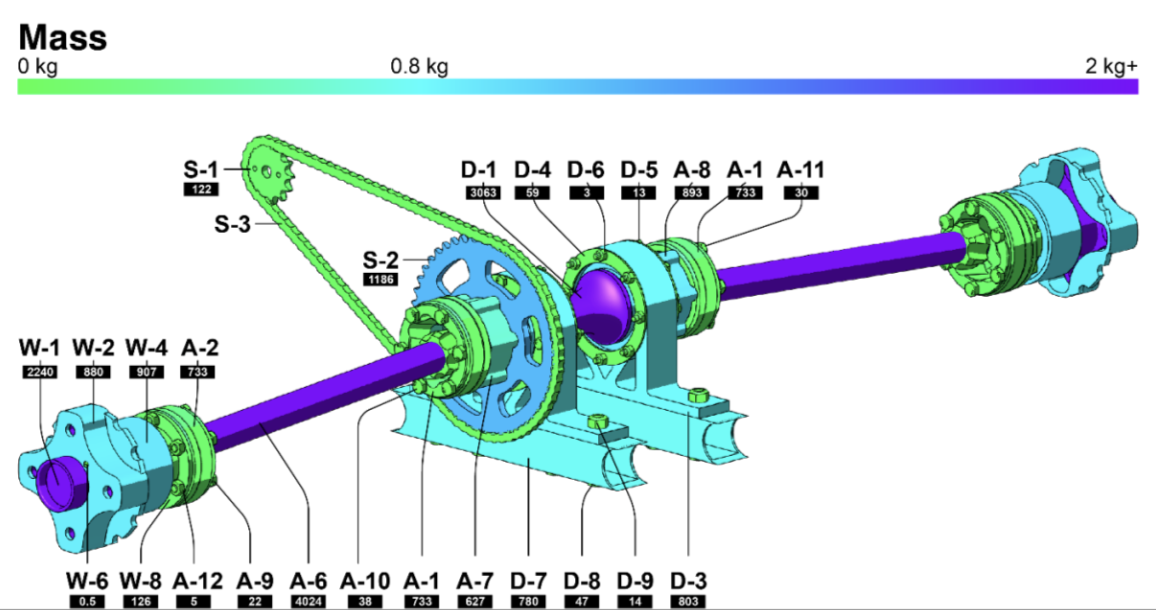 Mass
0 kg 0.8 kg 2 kg+
S-1
122
S-3
S-2
1186
D-1 D-4 D-6 D-5 A-8 A-1 A-11
3063 59 3 13 893 733 30
W-1 W-2 W-4 A-2
2240 880 907 733
W-6 W-8 A-12 A-9 A-6 A-10 A-1 A-7 D-7 D-8 D-9 D-3
0.5 126 5 22 4024 38 733 627 780 47 14 803